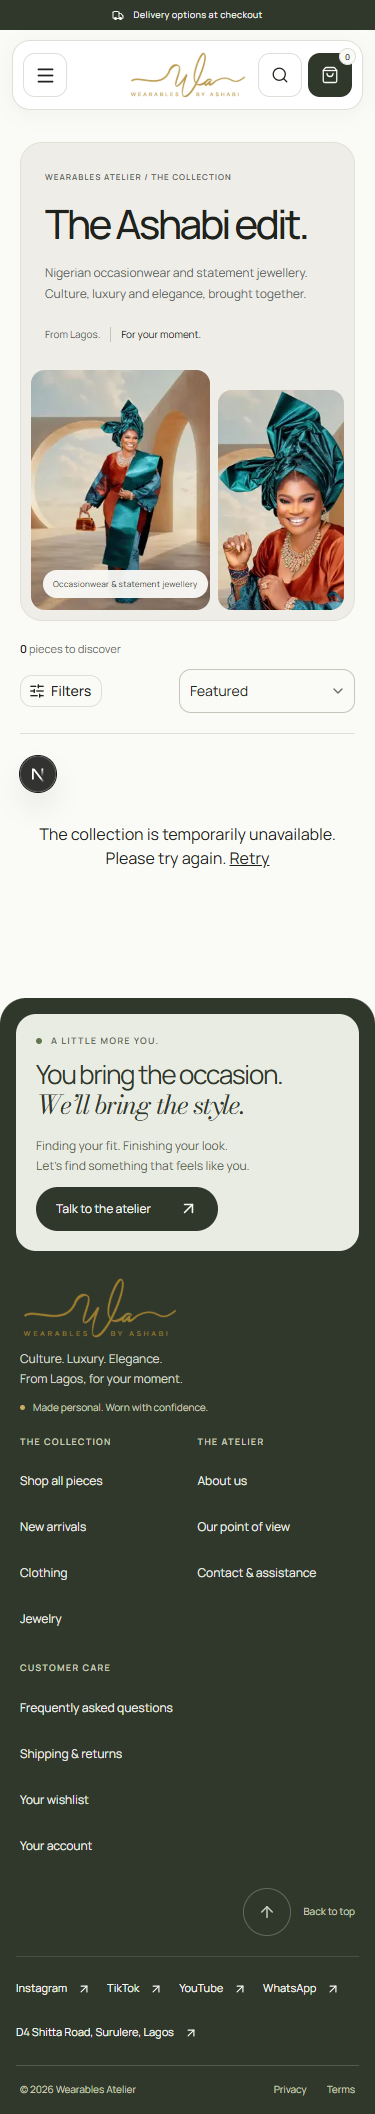 Delivery options at checkout
Wa
WEARABLES BY ASHABI
0
WEARABLES ATELIER / THE COLLECTION
The Ashabi edit.
Nigerian occasionwear and statement jewellery.
Culture, luxury and elegance, brought together.
From Lagos. For your moment.
Occasionwear & statement jewellery
0 pieces to discover
Filters
Featured
N
The collection is temporarily unavailable.
Please try again. Retry
A LITTLE MORE YOU.
You bring the occasion.
We’ll bring the style.
Finding your fit. Finishing your look.
Let's find something that feels like you.
Talk to the atelier
Wa
WEARABLES BY ASHABI
Culture. Luxury. Elegance.
From Lagos, for your moment.
Made personal. Worn with confidence.
THE COLLECTION
Shop all pieces
New arrivals
Clothing
Jewelry
THE ATELIER
About us
Our point of view
Contact & assistance
CUSTOMER CARE
Frequently asked questions
Shipping & returns
Your wishlist
Your account
Back to top
Instagram TikTok YouTube WhatsApp
D4 Shitta Road, Surulere, Lagos
© 2026 Wearables Atelier Privacy Terms